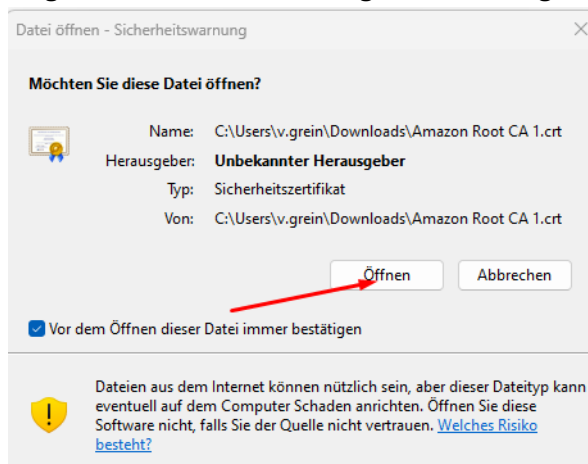 Datei öffnen - Sicherheitswarnung
Möchten Sie diese Datei öffnen?
Name: C:\Users\v.grein\Downloads\Amazon Root CA 1.crt
Herausgeber: Unbekannter Herausgeber
Typ: Sicherheitszertifikat
Von: C:\Users\v.grein\Downloads\Amazon Root CA 1.crt
Öffnen Abbrechen
Vor dem Öffnen dieser Datei immer bestätigen
Dateien aus dem Internet können nützlich sein, aber dieser Dateityp kann
eventuell auf dem Computer Schaden anrichten. Öffnen Sie diese
Software nicht, falls Sie der Quelle nicht vertrauen. Welches Risiko
besteht?